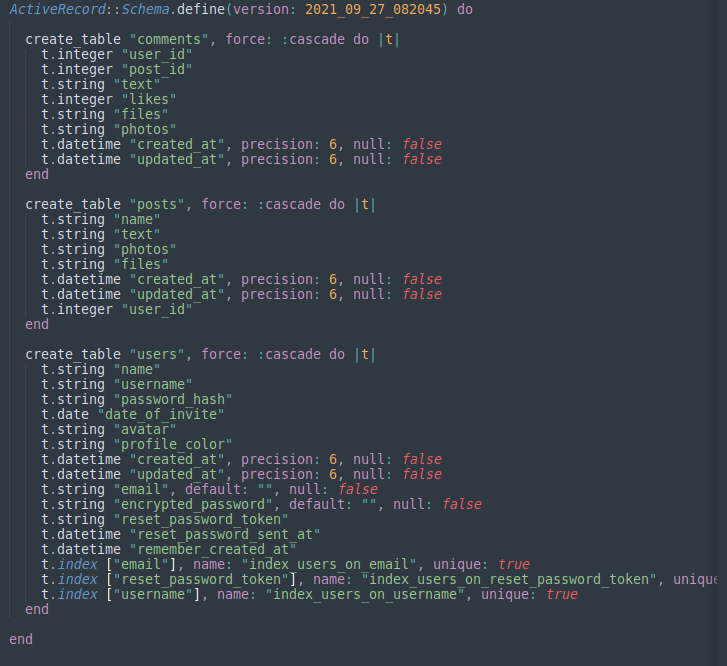 ActiveRecord::Schema.define(version: 2021_09_27_082045) do
create_table "comments", force: :cascade do |t|
t.integer "user_id"
t.integer "post_id"
t.string "text"
t.integer "likes"
t.string "files"
t.string "photos"
t.datetime "created_at", precision: 6, null: false
t.datetime "updated_at", precision: 6, null: false
end
create_table "posts", force: :cascade do |t|
t.string "name"
t.string "text"
t.string "photos"
t.string "files"
t.datetime "created_at", precision: 6, null: false
t.datetime "updated_at", precision: 6, null: false
t.integer "user_id"
end
create_table "users", force: :cascade do |t|
t.string "name"
t.string "username"
t.string "password_hash"
t.date "date_of_invite"
t.string "avatar"
t.string "profile_color"
t.datetime "created_at", precision: 6, null: false
t.datetime "updated_at", precision: 6, null: false
t.string "email", default: "", null: false
t.string "encrypted_password", default: "", null: false
t.string "reset_password_token"
t.datetime "reset_password_sent_at"
t.datetime "remember_created_at"
t.index ["email"], name: "index_users_on_email", unique: true
t.index ["reset_password_token"], name: "index_users_on_reset_password_token", unique
t.index ["username"], name: "index_users_on_username", unique: true
end
end